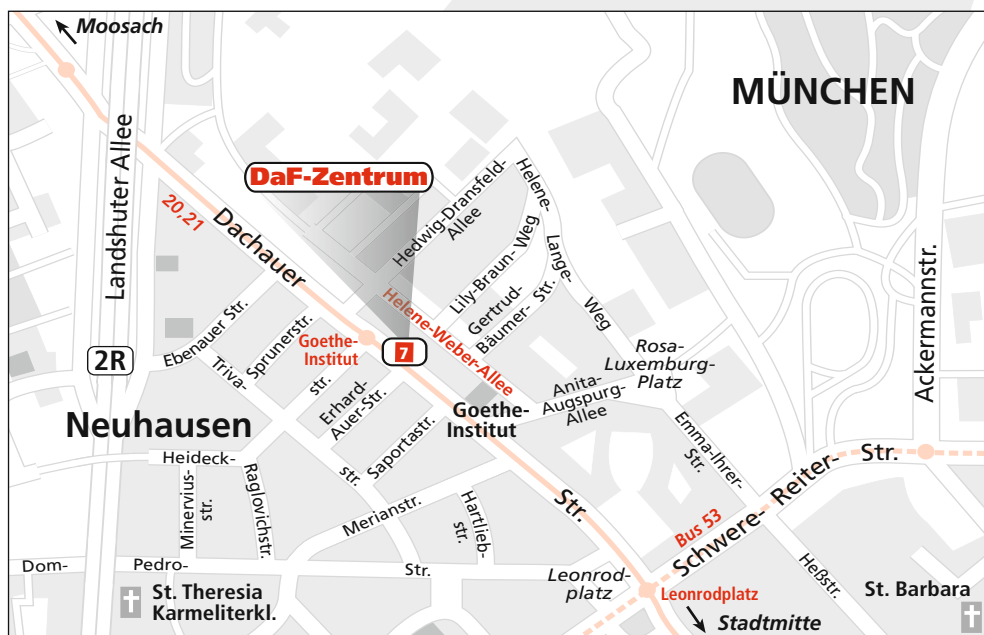 Moosach
MÜNCHEN
Landshuter Allee
DaF-Zentrum
20,21
Dachauer
Hedwig-Dransfeld-
Allee
Helene-
Lange-
Weg
Lily-Braun-Weg
Gertrud-
Bäumer-Str.
Helene-Weber-Allee
Ackermannstr.
Ebenauer Str.
Triva-
str.
Sprunerstr.
Goethe-
Institut
7
2R
Rosa-
Luxemburg-
Platz
Anita-
Augspurg-
Allee
Erhard-
Auer-Str.
Goethe-
Institut
Neuhausen
Saportastr.
Emma-Ihrer-
Str.
Heideck-
str.
Schwere-Reiter-Str.
Minervius-
str.
Raglovichstr.
Merianstr.
Hartlieb-
str.
Str.
Bus 53
Heßstr.
Dom-
Pedro-
Str.
Leonrod-
platz
Leonrodplatz
St. Barbara
St. Theresia
Karmeliterkl.
Stadtmitte